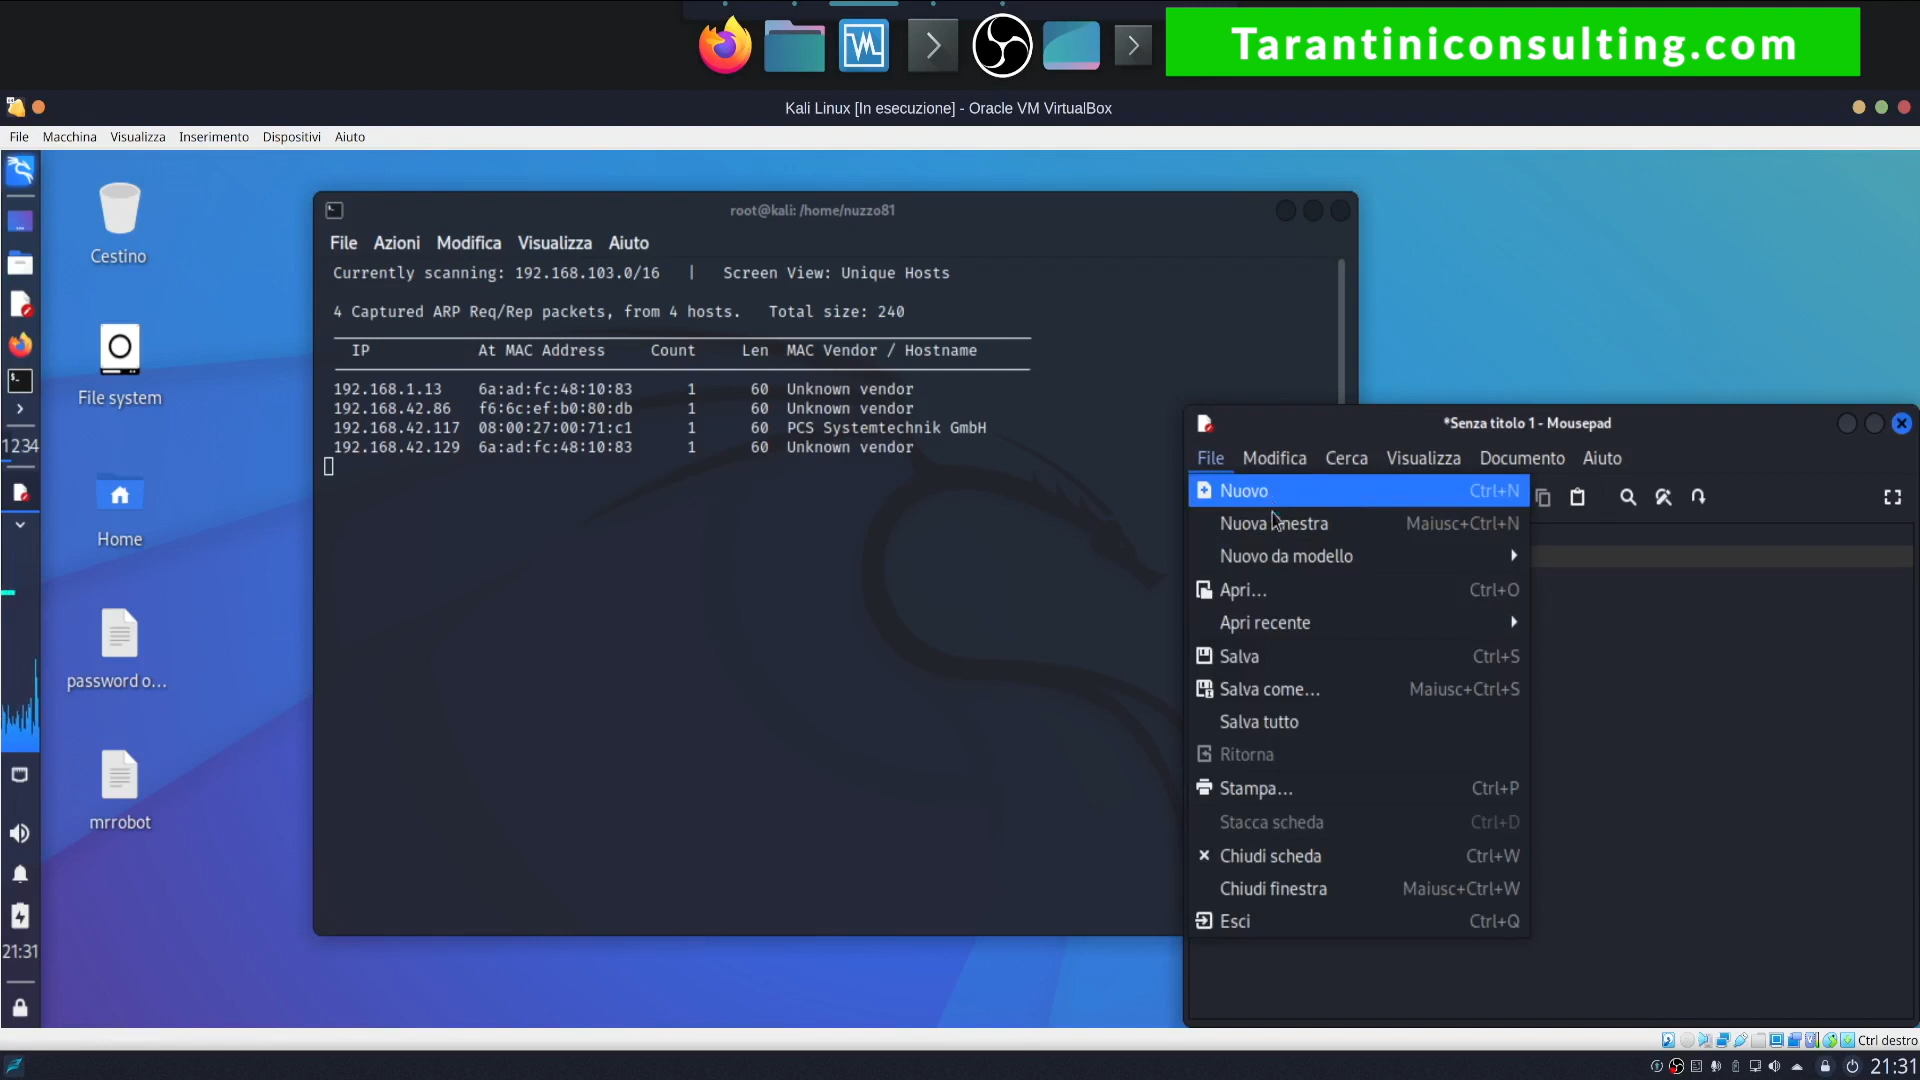 Tarantiniconsulting.com
Kali Linux [In esecuzione] - Oracle VM VirtualBox
File Macchina Visualizza Inserimento Dispositivi Aiuto
Cestino
File system
1234
Home
password o...
mrrobot
21:31
root@kali: /home/nuzzo81
File Azioni Modifica Visualizza Aiuto
Currently scanning: 192.168.103.0/16 | Screen View: Unique Hosts
4 Captured ARP Req/Rep packets, from 4 hosts. Total size: 240
IP At MAC Address Count Len MAC Vendor / Hostname
192.168.1.13 6a:ad:fc:48:10:83 1 60 Unknown vendor
192.168.42.86 f6:6c:ef:b0:80:db 1 60 Unknown vendor
192.168.42.117 08:00:27:00:71:c1 1 60 PCS Systemtechnik GmbH
192.168.42.129 6a:ad:fc:48:10:83 1 60 Unknown vendor
*Senza titolo 1 - Mousepad
File Modifica Cerca Visualizza Documento Aiuto
Nuovo Ctrl+N
Nuova finestra Maiusc+Ctrl+N
Nuovo da modello
Apri... Ctrl+O
Apri recente
Salva Ctrl+S
Salva come... Maiusc+Ctrl+S
Salva tutto
Ritorna
Stampa... Ctrl+P
Stacca scheda Ctrl+D
Chiudi scheda Ctrl+W
Chiudi finestra Maiusc+Ctrl+W
Esci Ctrl+Q
Ctrl destro
21:31